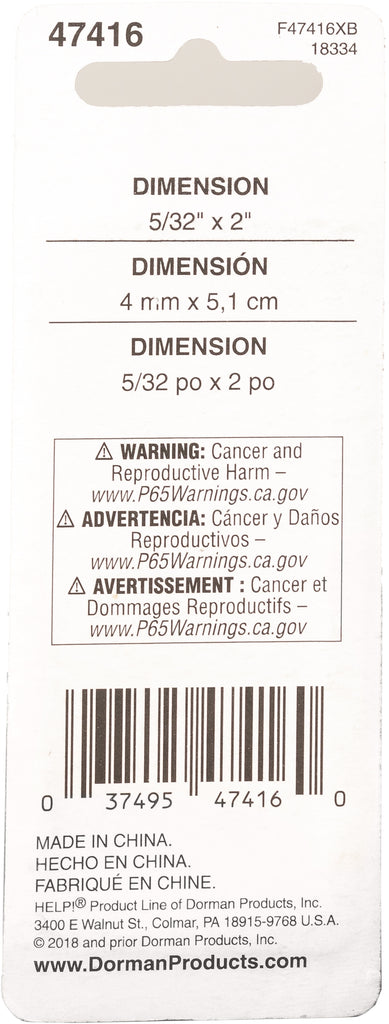 47416
F47416XB
18334
DIMENSION
5/32" x 2"
DIMENSIÓN
4 mm x 5,1 cm
DIMENSION
5/32 po x 2 po
⚠ WARNING: Cancer and
Reproductive Harm –
www.P65Warnings.ca.gov
⚠ ADVERTENCIA: Cáncer y Daños
Reproductivos –
www.P65Warnings.ca.gov
⚠ AVERTISSEMENT : Cancer et
Dommages Reproductifs –
www.P65Warnings.ca.gov
0 37495 47416 0
MADE IN CHINA.
HECHO EN CHINA.
FABRIQUÉ EN CHINE.
HELP!® Product Line of Dorman Products, Inc.
3400 E Walnut St., Colmar, PA 18915-9768 U.S.A.
© 2018 and prior Dorman Products, Inc.
www.DormanProducts.com